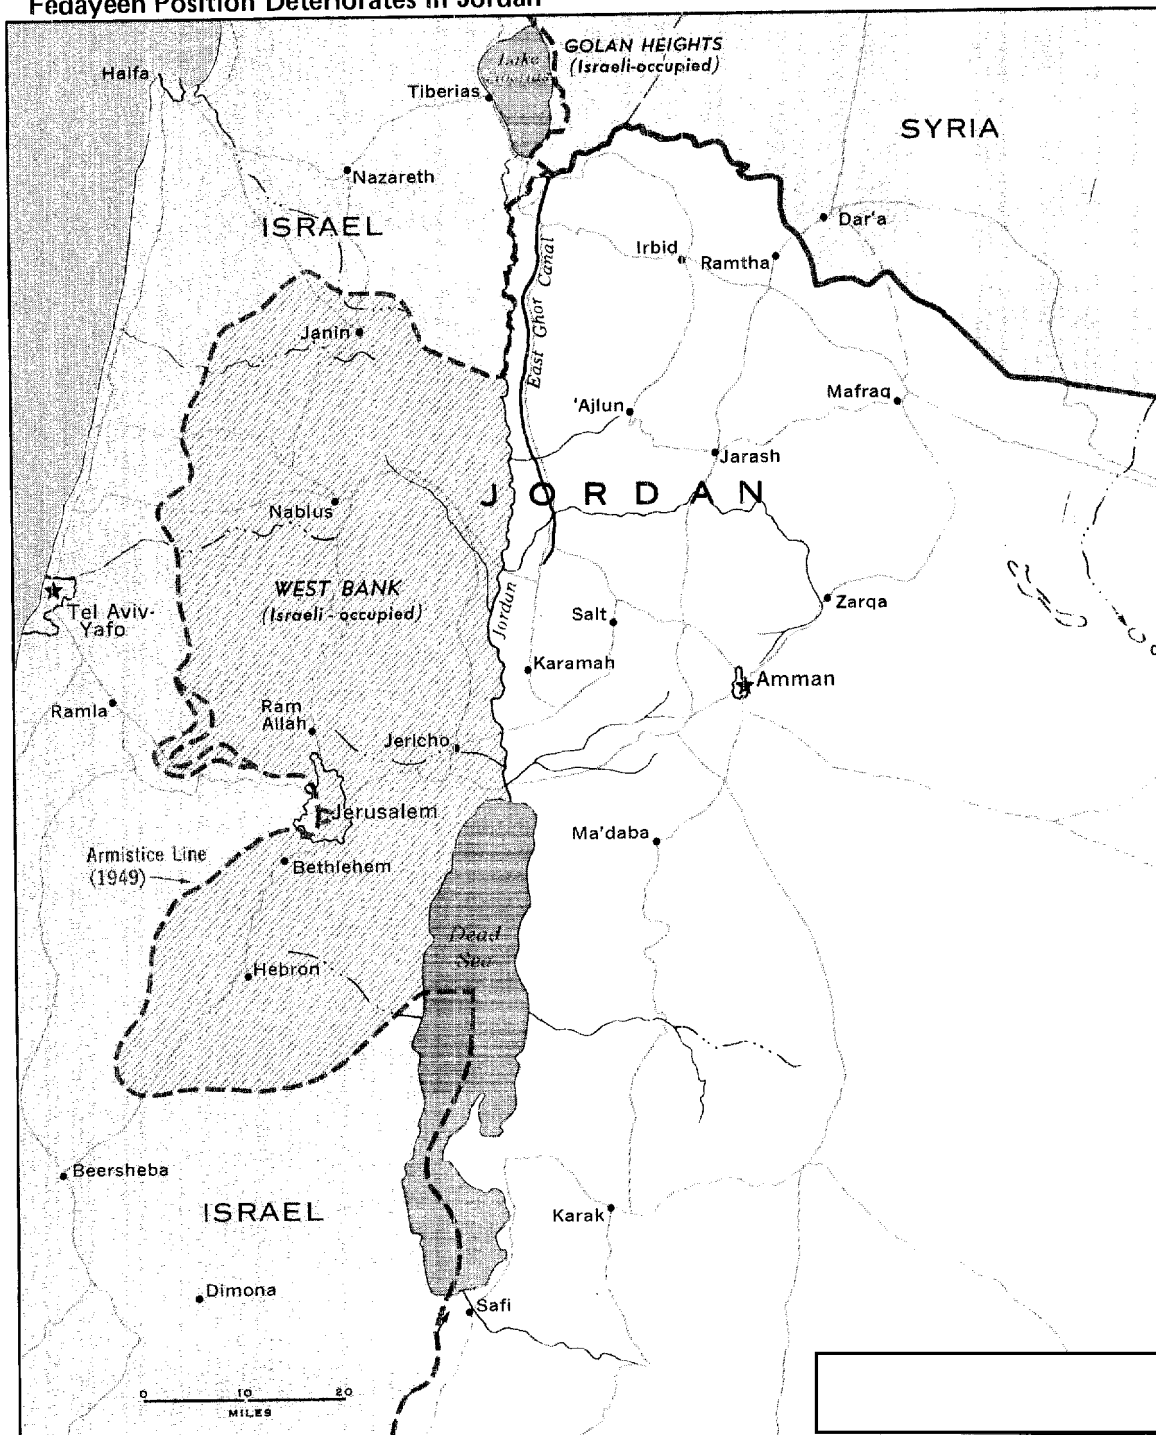 Fedayeen Position Deteriorates in Jordan
GOLAN HEIGHTS
(Israeli-occupied)
Haifa
Lake
Tiberias
SYRIA
Nazareth
ISRAEL
Dar'a
Irbid
Ramtha
East Ghor Canal
Janin
'Ajlun
Mafraq
Jarash
JORDAN
Nablus
WEST BANK
(Israeli-occupied)
Jordan
Tel Aviv-
Yafo
Salt
Zarqa
Karamah
Amman
Ramla
Ram
Allah
Jericho
Jerusalem
Ma'daba
Armistice Line
(1949)
Bethlehem
Dead
Sea
Hebron
Beersheba
ISRAEL
Karak
Dimona
Safi
0 10 20
MILES